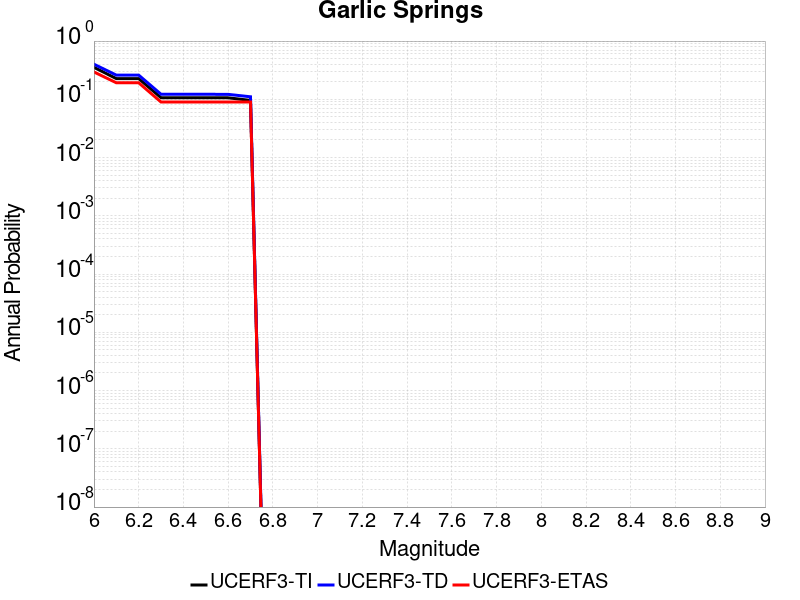 Garlic Springs
Annual Probability
10^0
10^-1
10^-2
10^-3
10^-4
10^-5
10^-6
10^-7
10^-8
6 6.2 6.4 6.6 6.8 7 7.2 7.4 7.6 7.8 8 8.2 8.4 8.6 8.8 9
Magnitude
UCERF3-TI UCERF3-TD UCERF3-ETAS